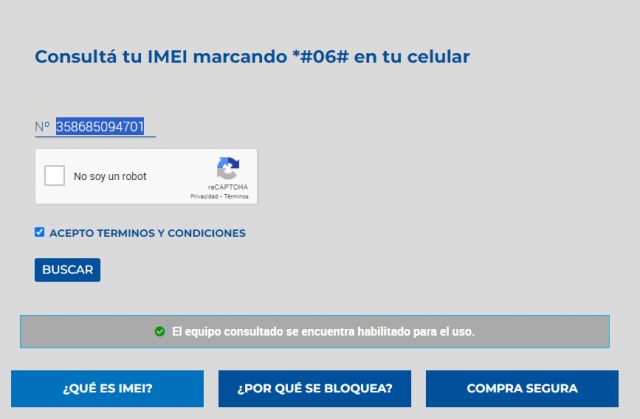 Consultá tu IMEI marcando *#06# en tu celular
Nº 358685094701
No soy un robot
reCAPTCHA
Privacidad - Términos
ACEPTO TERMINOS Y CONDICIONES
BUSCAR
El equipo consultado se encuentra habilitado para el uso.
¿QUÉ ES IMEI? ¿POR QUÉ SE BLOQUEA? COMPRA SEGURA